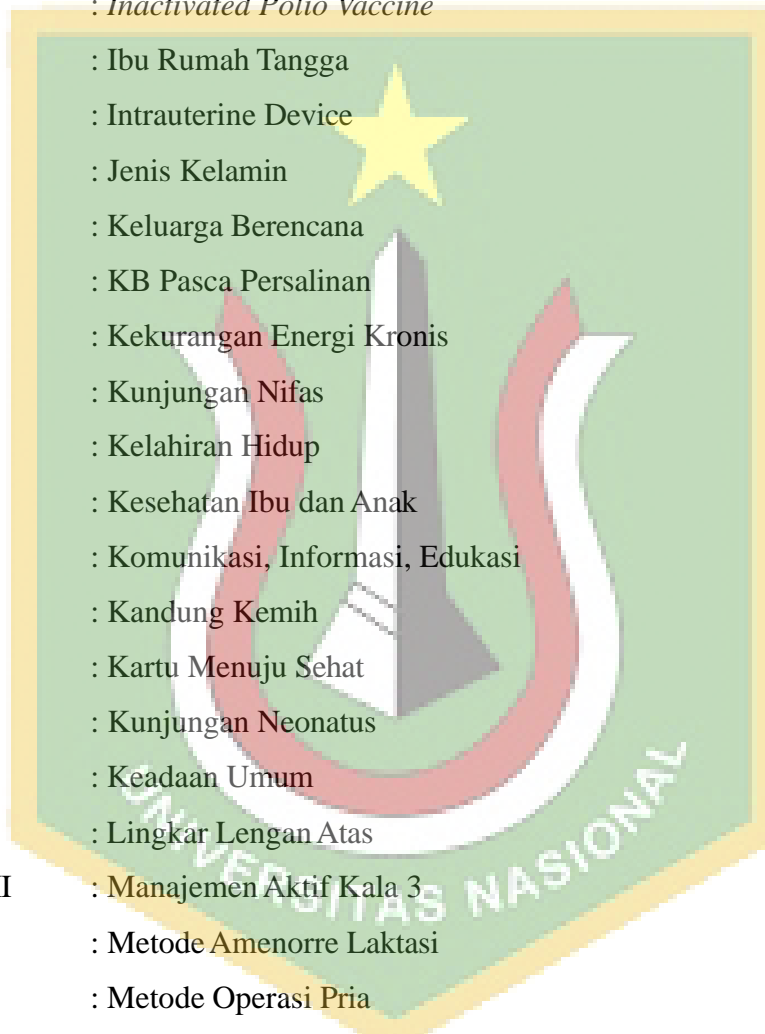 : Inactivated Polio Vaccine
: Ibu Rumah Tangga
: Intrauterine Device
: Jenis Kelamin
: Keluarga Berencana
: KB Pasca Persalinan
: Kekurangan Energi Kronis
: Kunjungan Nifas
: Kelahiran Hidup
: Kesehatan Ibu dan Anak
: Komunikasi, Informasi, Edukasi
: Kandung Kemih
: Kartu Menuju Sehat
: Kunjungan Neonatus
: Keadaan Umum
: Lingkar Lengan Atas
I : Manajemen Aktif Kala 3
: Metode Amenorre Laktasi
: Metode Operasi Pria
UNIVERSITAS NASIONAL